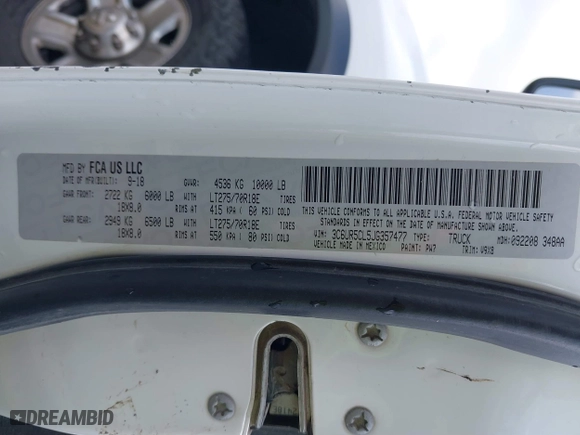 MFD BY FCA US LLC
DATE OF MFR(BUILT): 9-18 GVWR: 4536 KG 10000 LB
GAWR FRONT: 2722 KG 6000 LB WITH LT275/70R18E TIRES
18X8.0 RIMS AT 415 KPA / 60 PSI COLD
GAWR REAR: 2949 KG 6500 LB WITH LT275/70R18E TIRES
18X8.0 RIMS AT 550 KPA / 80 PSI COLD
THIS VEHICLE CONFORMS TO ALL APPLICABLE U.S.A. FEDERAL MOTOR VEHICLE SAFETY
STANDARDS IN EFFECT ON THE DATE OF MANUFACTURE SHOWN ABOVE.
VIN: 3C6UR5CL5JG357477 TYPE: TRUCK MDH: 092208 348AA
VEHICLE MADE IN MEXICO PAINT: PW7 TRIM: V9X8
DREAMBID